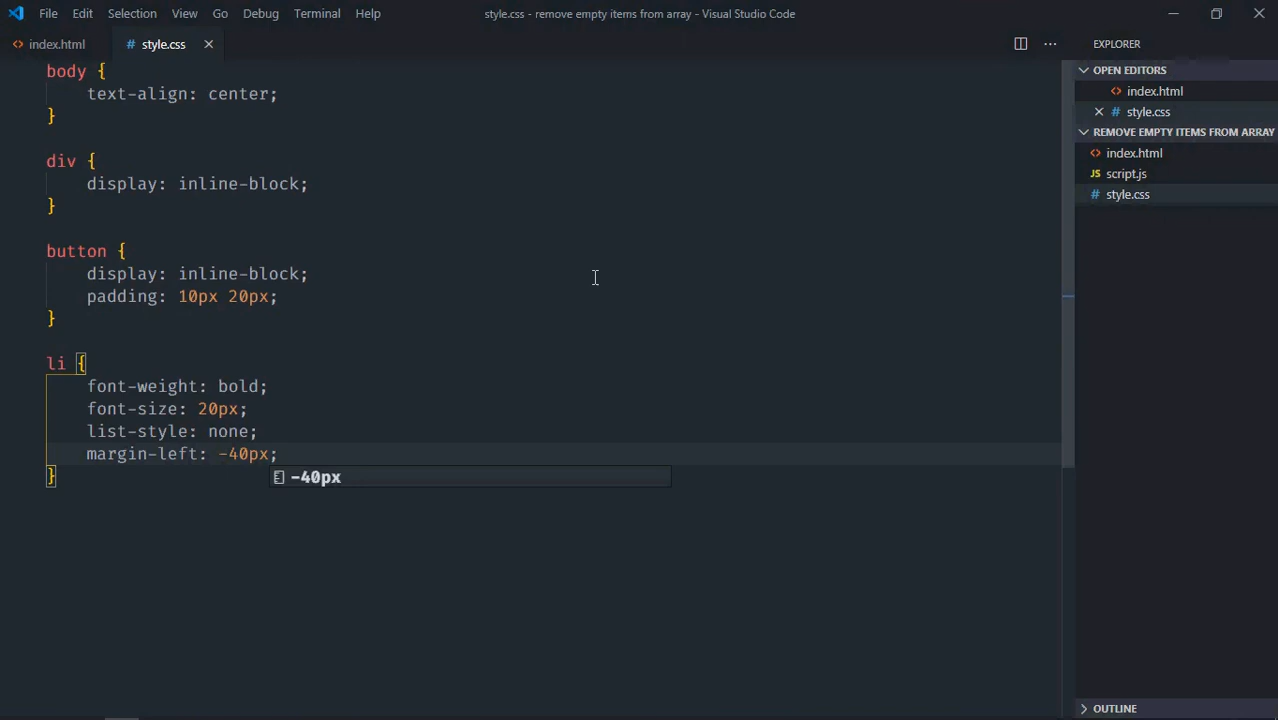 File Edit Selection View Go Debug Terminal Help style.css - remove empty items from array - Visual Studio Code
index.html style.css
body {
text-align: center;
}
div {
display: inline-block;
}
button {
display: inline-block;
padding: 10px 20px;
}
li {
font-weight: bold;
font-size: 20px;
list-style: none;
margin-left: -40px;
}
-40px
EXPLORER
OPEN EDITORS
index.html
style.css
REMOVE EMPTY ITEMS FROM ARRAY
index.html
JS script.js
style.css
OUTLINE